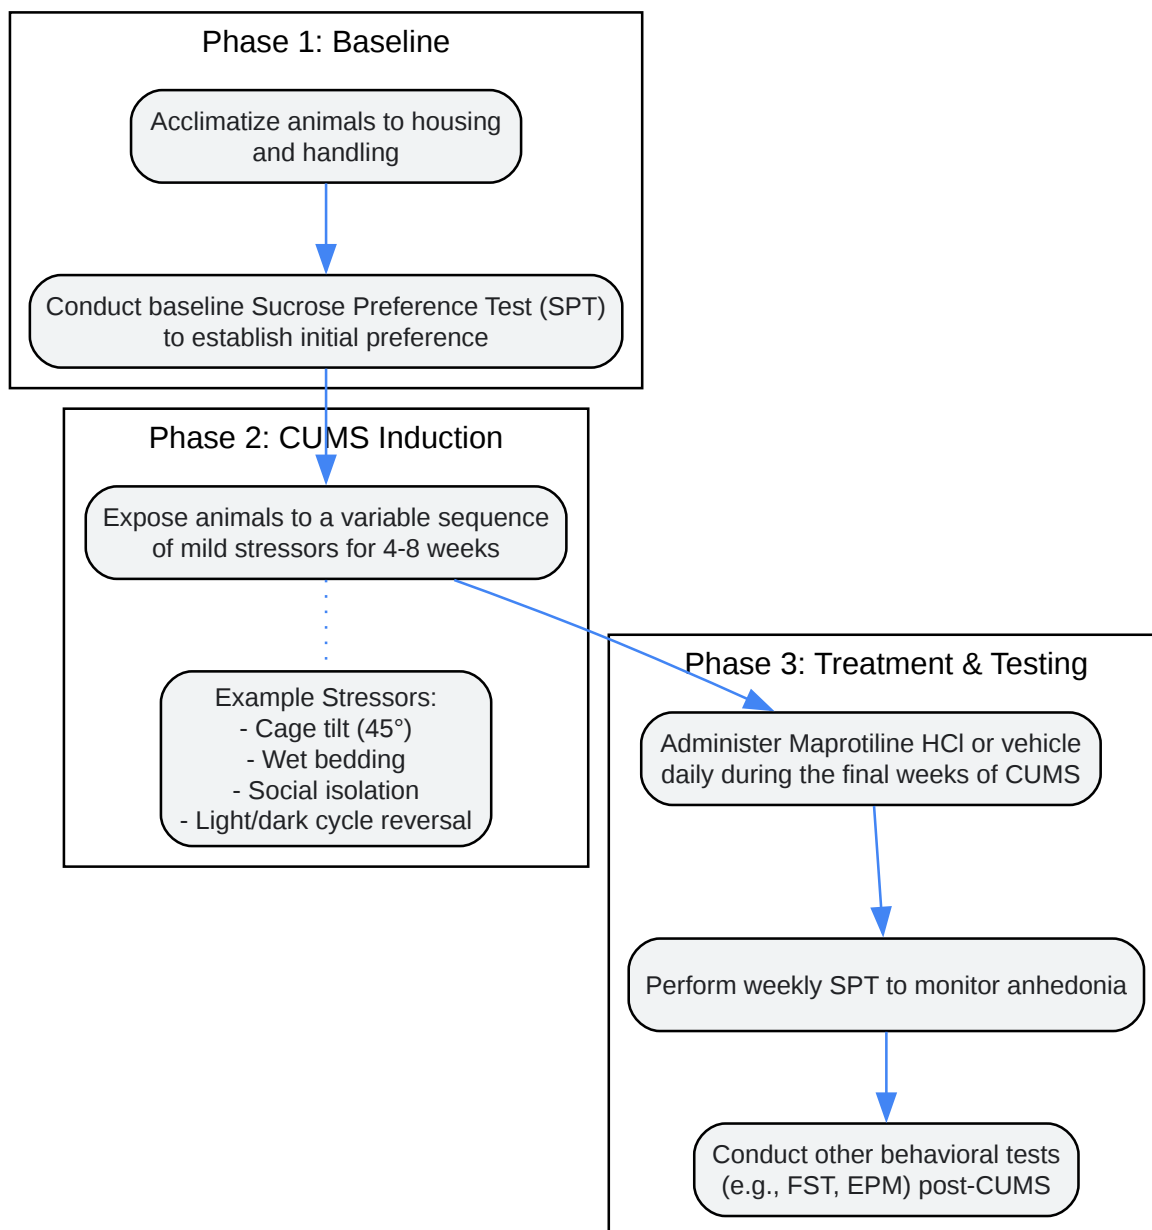 Phase 1: Baseline
Acclimatize animals to housing
and handling
Conduct baseline Sucrose Preference Test (SPT)
to establish initial preference
Phase 2: CUMS Induction
Expose animals to a variable sequence
of mild stressors for 4-8 weeks
Example Stressors:
- Cage tilt (45°)
- Wet bedding
- Social isolation
- Light/dark cycle reversal
Phase 3: Treatment & Testing
Administer Maprotiline HCl or vehicle
daily during the final weeks of CUMS
Perform weekly SPT to monitor anhedonia
Conduct other behavioral tests
(e.g., FST, EPM) post-CUMS